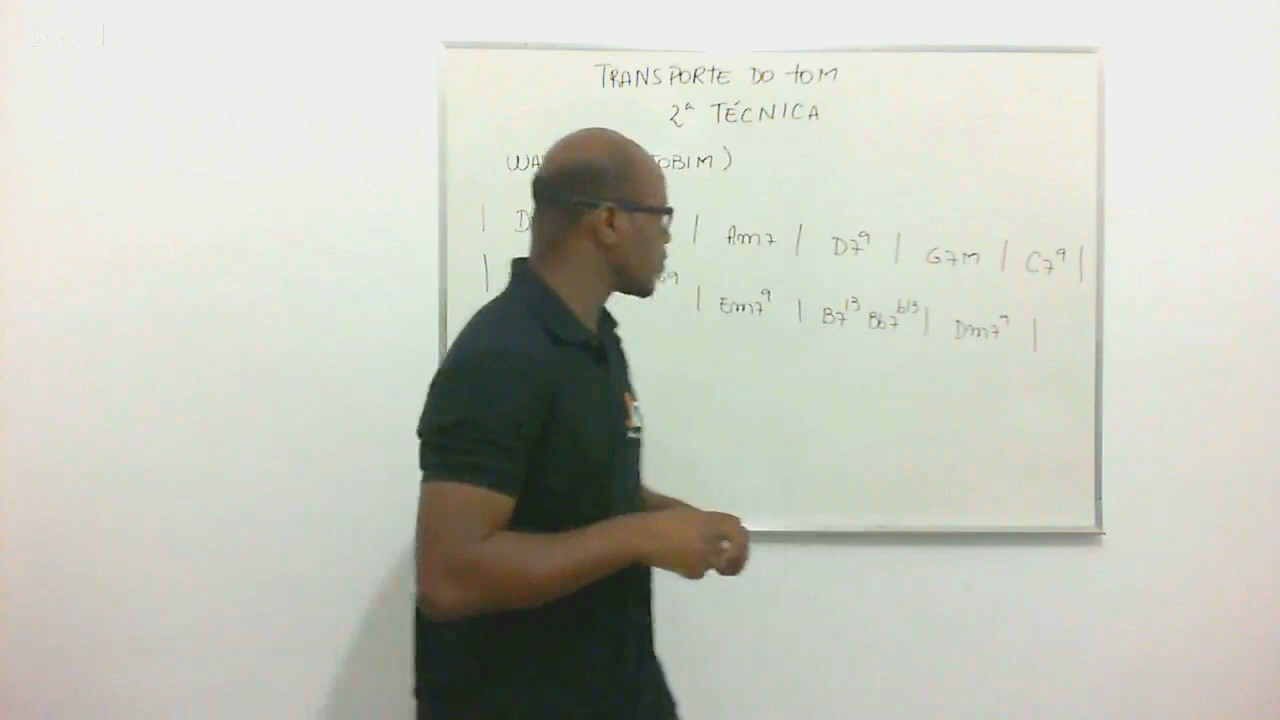 TRANSPORTE DO tOM
2ª TÉCNICA
TOBIM)
| D | Am7 | D7⁹ | G7M | C7⁹ |
| | Em7⁹ | B7¹³ Bb7ᵇ¹³ | Dm7⁹ |